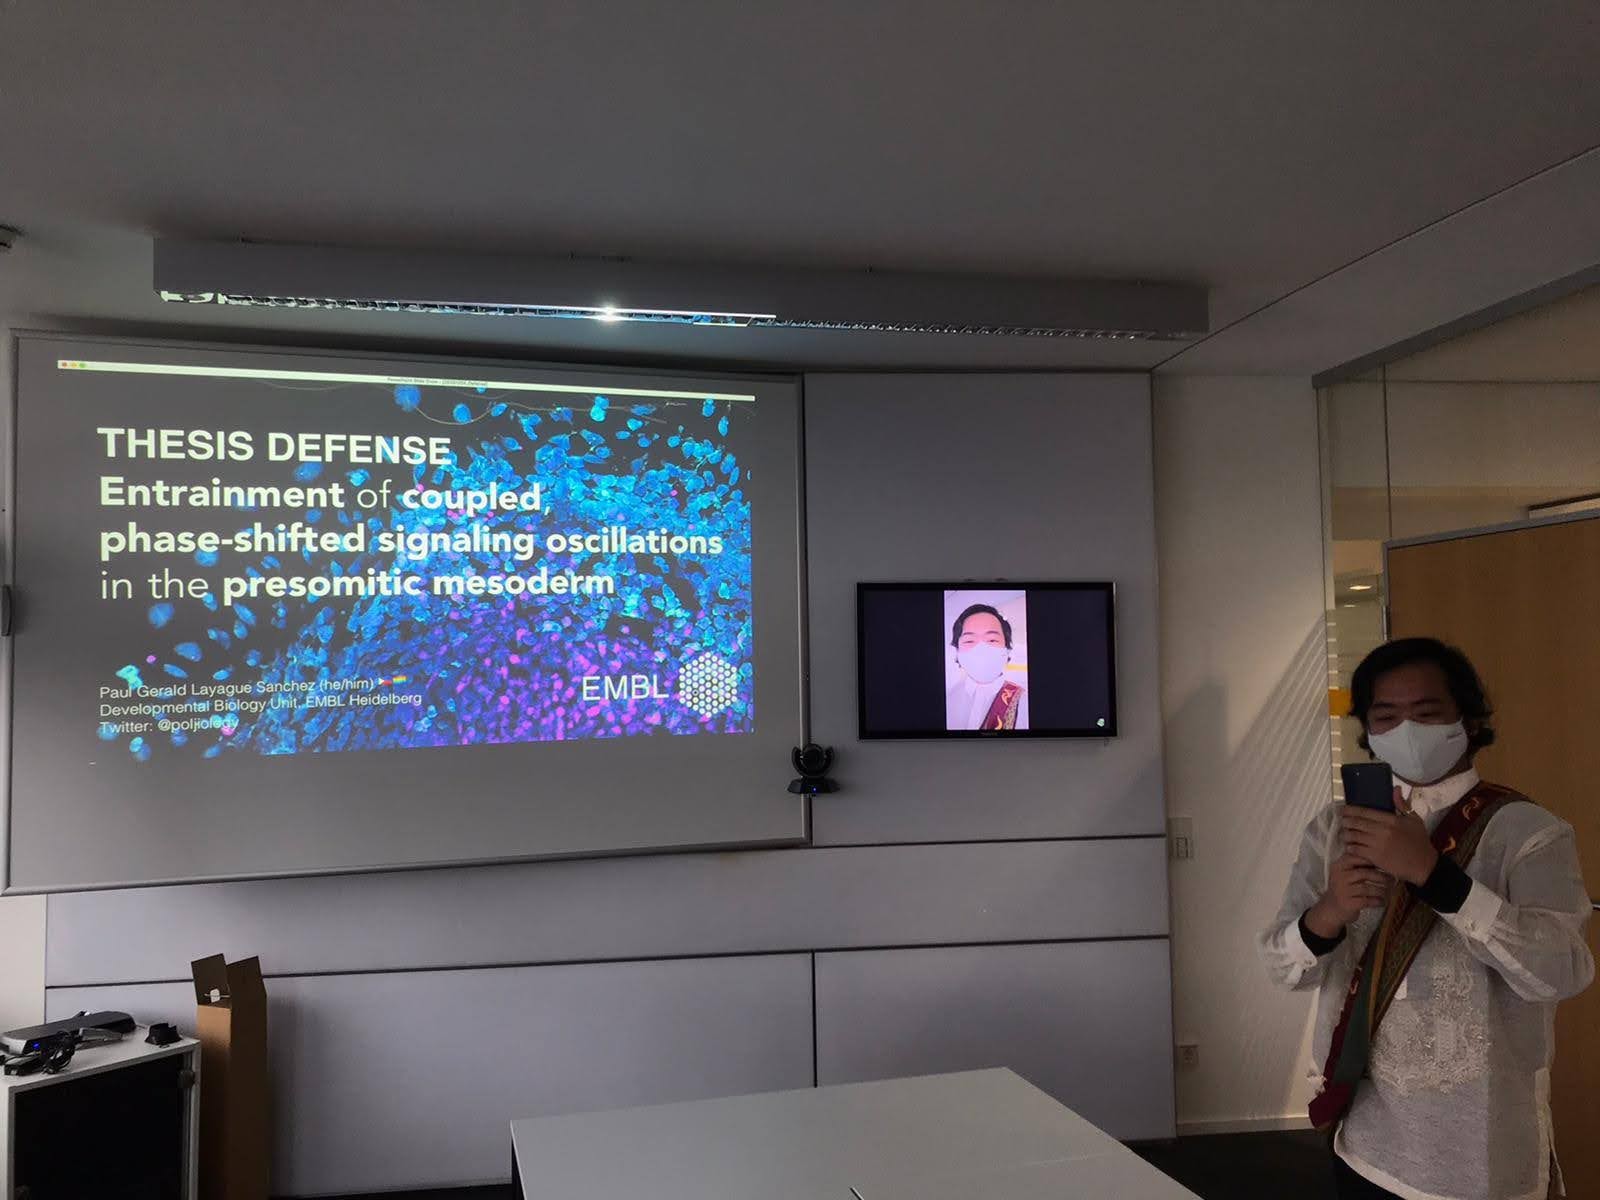 THESIS DEFENSE
Entrainment of coupled,
phase-shifted signaling oscillations
in the presomitic mesoderm
Paul Gerald Layague Sanchez (he/him)
Developmental Biology Unit, EMBL Heidelberg
Twitter: @poljiology
EMBL